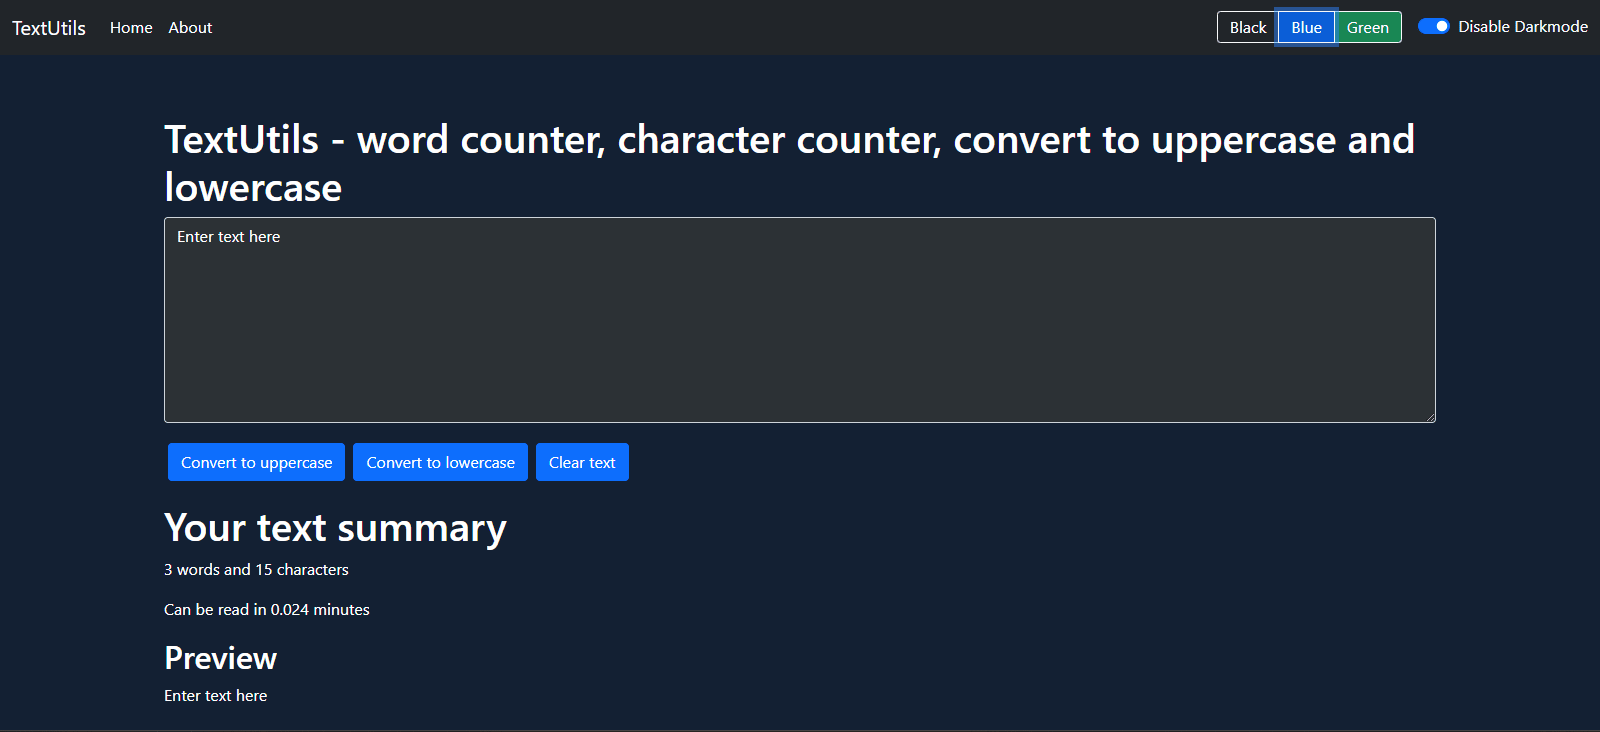 TextUtils Home About Black Blue Green Disable Darkmode
TextUtils - word counter, character counter, convert to uppercase and
lowercase
Enter text here
Convert to uppercase Convert to lowercase Clear text
Your text summary
3 words and 15 characters
Can be read in 0.024 minutes
Preview
Enter text here